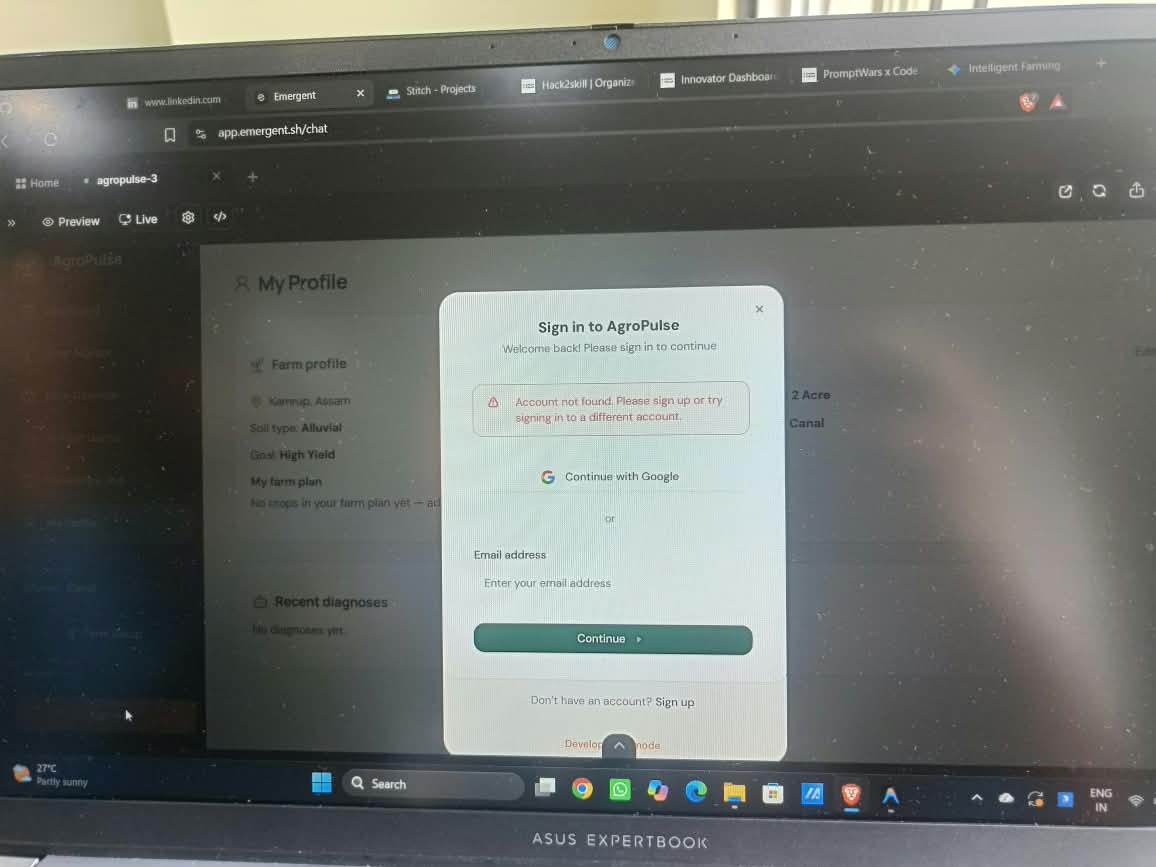 www.linkedin.com
Emergent
Stitch - Projects
Hack2skill | Organiz
Innovator Dashboar
PromptWars x Code
Intelligent Farming
app.emergent.sh/chat
Home
agropulse-3
Preview
Live
AgroPulse
My Profile
Farm profile
Kamrup, Assam
Soil type: Alluvial
Goal: High Yield
My farm plan
No crops in your farm plan yet — ad
2 Acre
Canal
Edit
Recent diagnoses
No diagnoses yet.
Sign in to AgroPulse
Welcome back! Please sign in to continue
Account not found. Please sign up or try
signing in to a different account.
Continue with Google
or
Email address
Enter your email address
Continue
Don't have an account? Sign up
Develop mode
27°C
Partly sunny
Search
ENG
IN
ASUS EXPERTBOOK